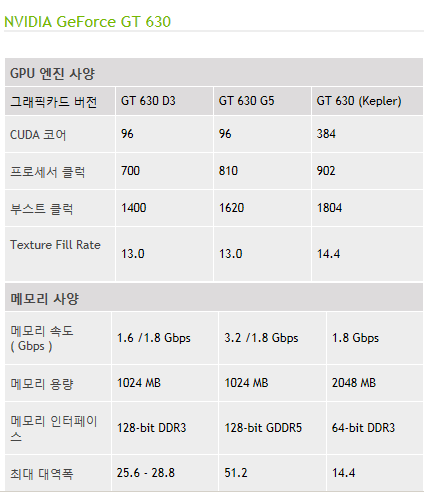 NVIDIA GeForce GT 630
GPU 엔진 사양
그래픽카드 버전 GT 630 D3 GT 630 G5 GT 630 (Kepler)
CUDA 코어 96 96 384
프로세서 클럭 700 810 902
부스트 클럭 1400 1620 1804
Texture Fill Rate 13.0 13.0 14.4
메모리 사양
메모리 속도
( Gbps ) 1.6 /1.8 Gbps 3.2 /1.8 Gbps 1.8 Gbps
메모리 용량 1024 MB 1024 MB 2048 MB
메모리 인터페이
스 128-bit DDR3 128-bit GDDR5 64-bit DDR3
최대 대역폭 25.6 - 28.8 51.2 14.4